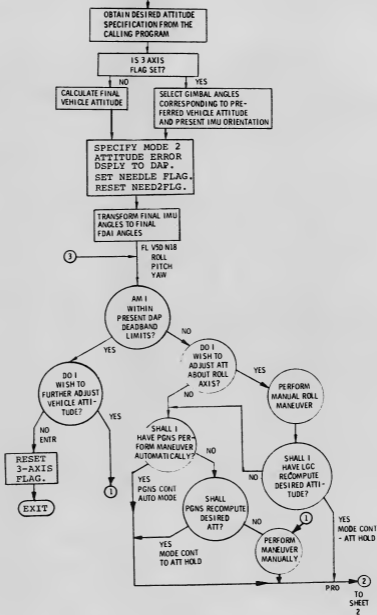 OBTAIN DESIRED ATTITUDE
SPECIFICATION FROM THE
CALLING PROGRAM
IS 3 AXIS
FLAG SET?
NO
YES
CALCULATE FINAL
VEHICLE ATTITUDE
SELECT GIMBAL ANGLES
CORRESPONDING TO PRE-
FERRED VEHICLE ATTITUDE
AND PRESENT IMU ORIENTATION
SPECIFY MODE 2
ATTITUDE ERROR
DSPLY TO DAP.
SET NEEDLE FLAG.
RESET NEED2FLG.
TRANSFORM FINAL IMU
ANGLES TO FINAL
FDAI ANGLES
FL V50 N18
ROLL
PITCH
YAW
3
AM I
WITHIN
PRESENT DAP
DEADBAND
LIMITS?
YES
NO
DO I
WISH TO
FURTHER ADJUST
VEHICLE ATTI-
TUDE?
NO
ENTR
YES
RESET
3-AXIS
FLAG.
EXIT
1
DO I
WISH TO
ADJUST ATT
ABOUT ROLL
AXIS?
YES
NO
PERFORM
MANUAL ROLL
MANEUVER
SHALL I
HAVE PGNS PER-
FORM MANEUVER
AUTOMATICALLY?
NO
YES
PGNS CONT
AUTO MODE
SHALL I
HAVE LGC
RECOMPUTE
DESIRED ATTI-
TUDE?
NO
YES
MODE CONT
- ATT HOLD
SHALL
PGNS RECOMPUTE
DESIRED
ATT?
YES
MODE CONT
TO ATT HOLD
NO
1
PERFORM
MANEUVER
MANUALLY
PRO
2
TO
SHEET
2